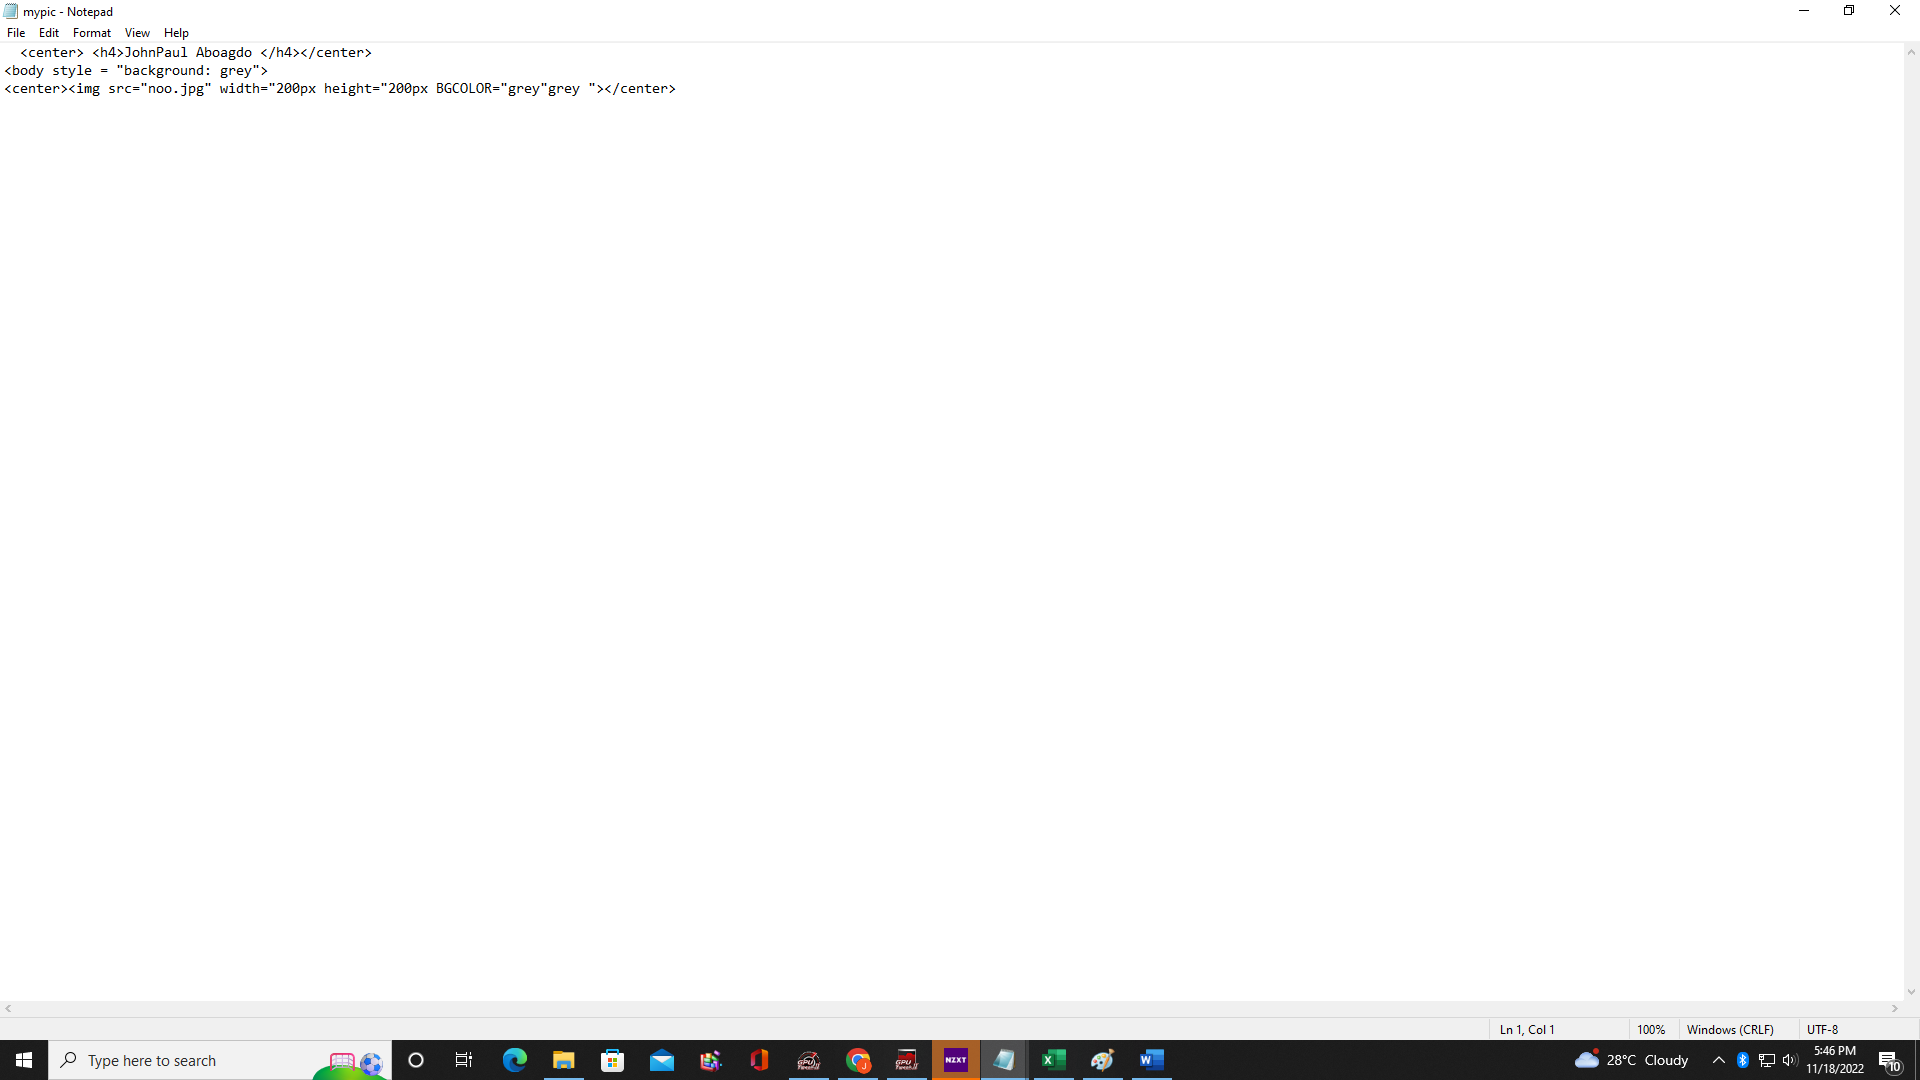 mypic - Notepad
File Edit Format View Help
<center> <h4>JohnPaul Aboagdo </h4></center>
<body style = "background: grey">
<center><img src="noo.jpg" width="200px height="200px BGCOLOR="grey"grey "></center>
Ln 1, Col 1 100% Windows (CRLF) UTF-8
Type here to search
NZXT
28°C Cloudy
5:46 PM
11/18/2022
10